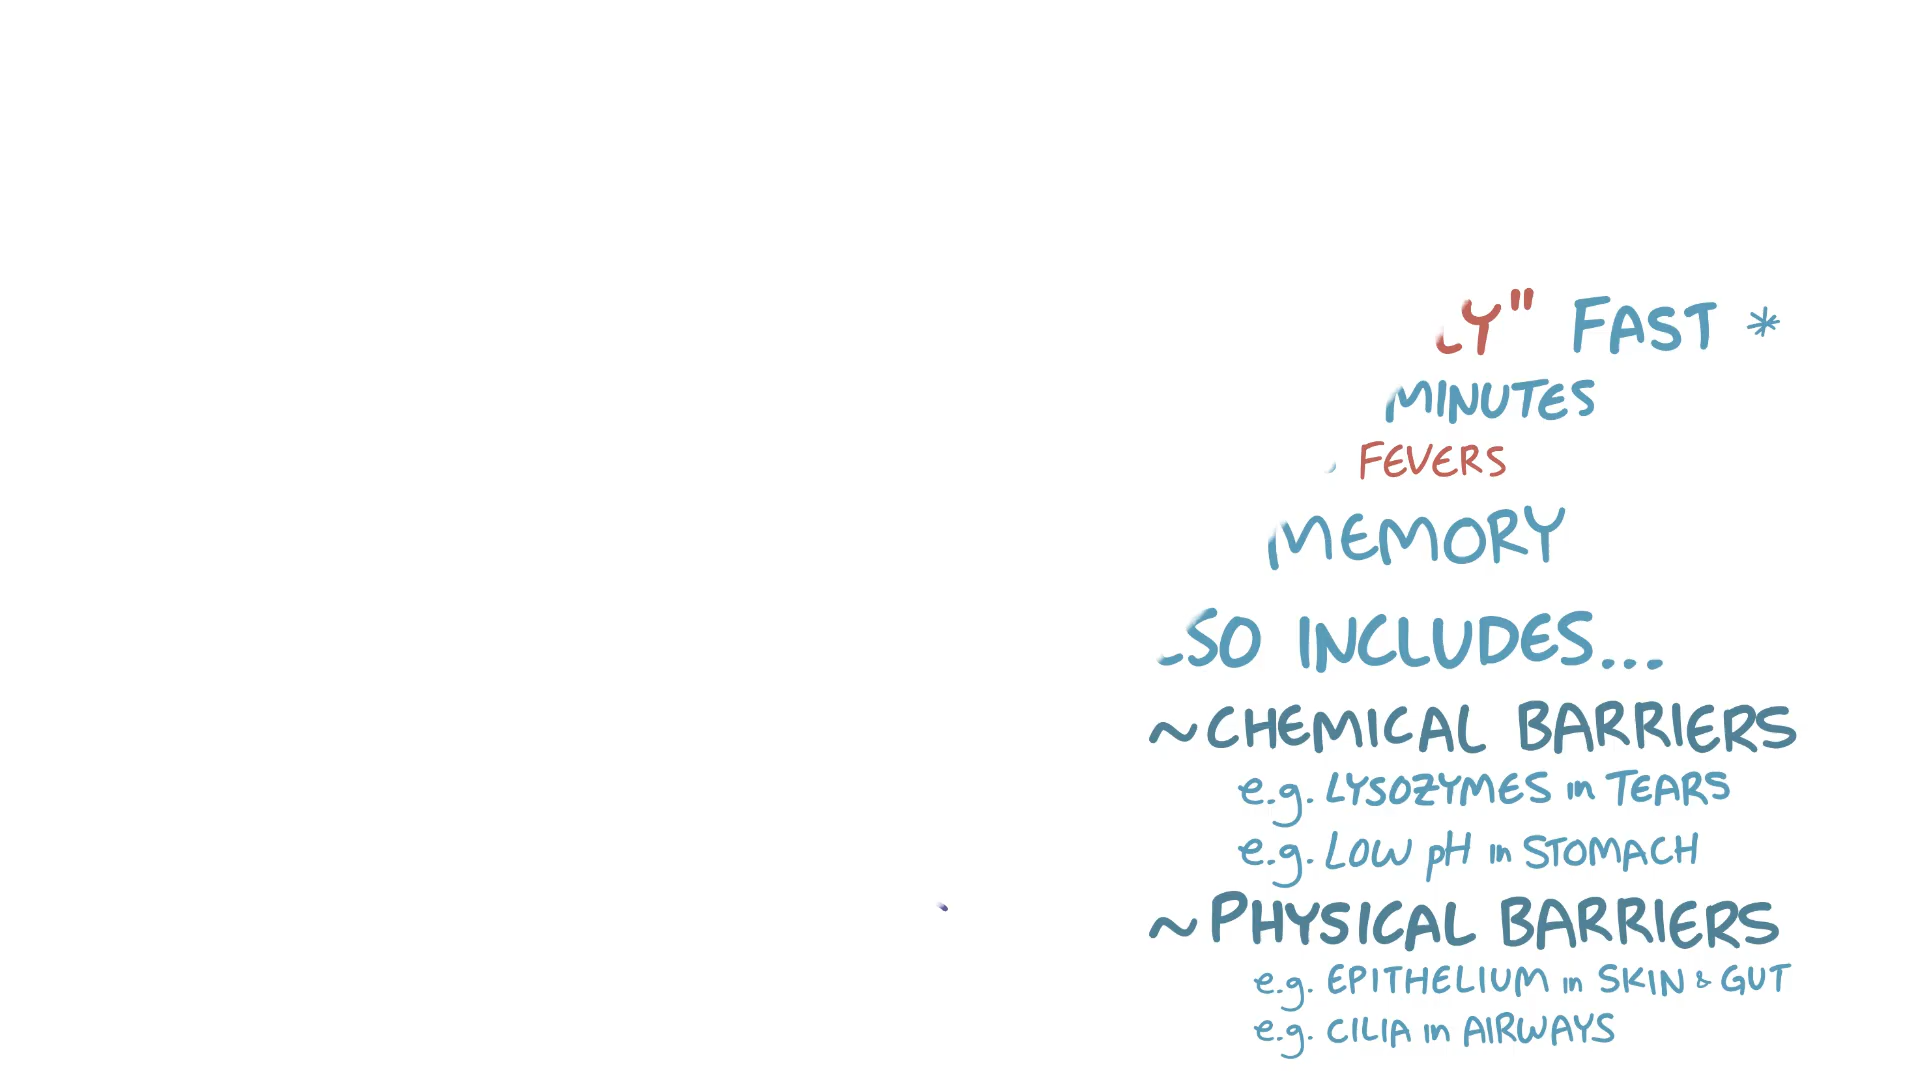 LY" FAST *
MINUTES
FEVERS
MEMORY
SO INCLUDES...
~CHEMICAL BARRIERS
e.g. LYSOZYMES in TEARS
e.g. LOW pH in STOMACH
~PHYSICAL BARRIERS
e.g. EPITHELIUM in SKIN & GUT
e.g. CILIA in AIRWAYS